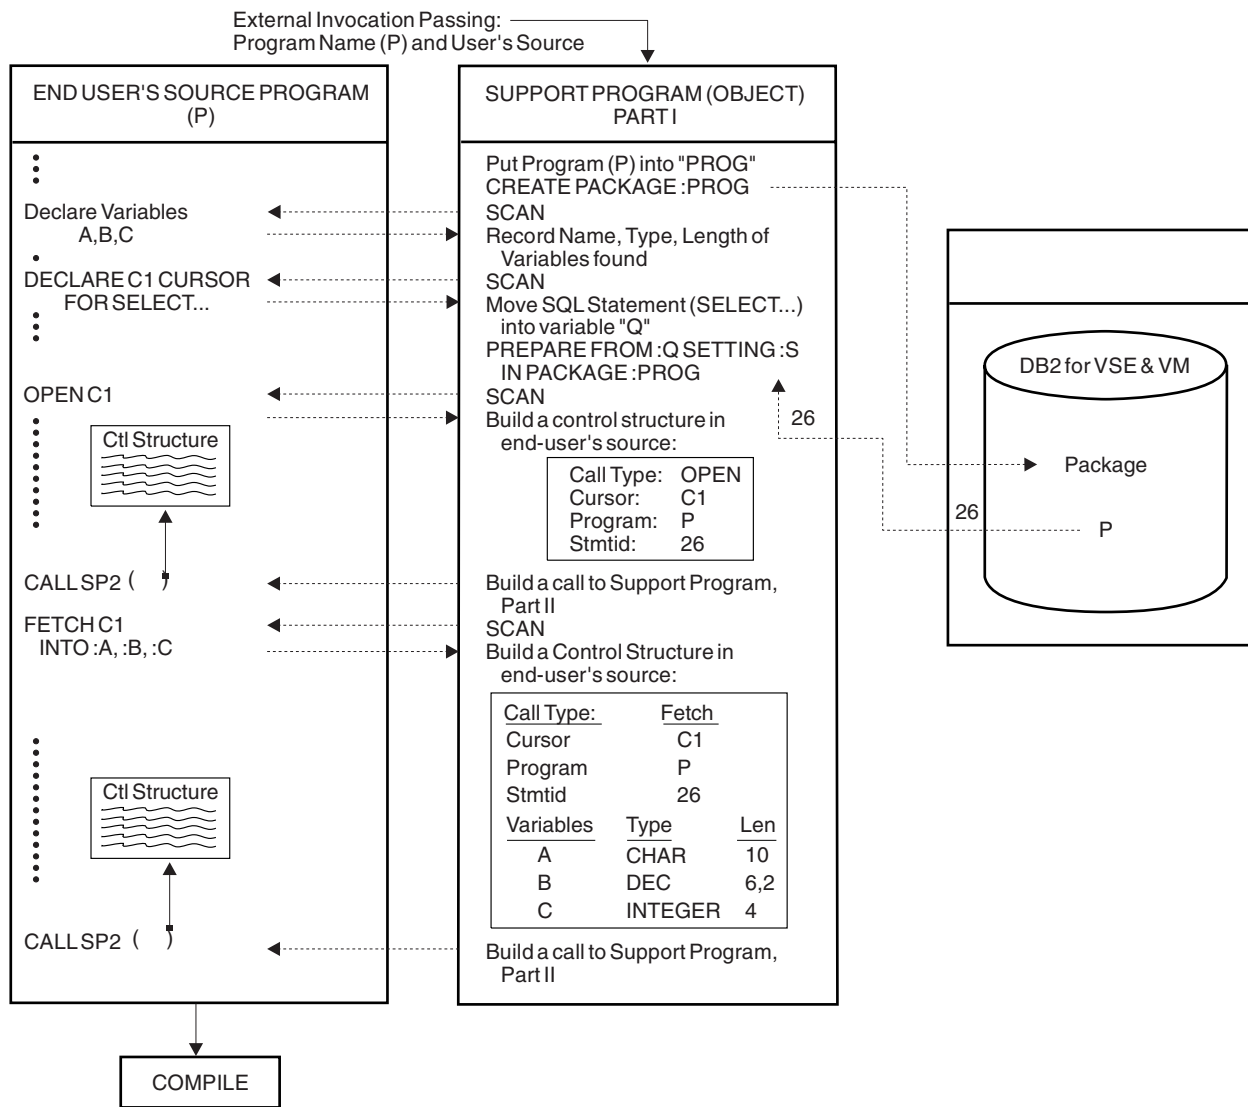 External Invocation Passing:
Program Name (P) and User's Source
END USER'S SOURCE PROGRAM
(P)
Declare Variables
A,B,C
DECLARE C1 CURSOR
FOR SELECT...
OPEN C1
Ctl Structure
CALL SP2 ( )
FETCH C1
INTO :A, :B, :C
Ctl Structure
CALL SP2 ( )
COMPILE
SUPPORT PROGRAM (OBJECT)
PART I
Put Program (P) into "PROG"
CREATE PACKAGE :PROG
SCAN
Record Name, Type, Length of
Variables found
SCAN
Move SQL Statement (SELECT...)
into variable "Q"
PREPARE FROM :Q SETTING :S
IN PACKAGE :PROG
SCAN
Build a control structure in
end-user's source:
Call Type: OPEN
Cursor: C1
Program: P
Stmtid: 26
Build a call to Support Program,
Part II
SCAN
Build a Control Structure in
end-user's source:
Call Type: Fetch
Cursor C1
Program P
Stmtid 26
Variables Type Len
A CHAR 10
B DEC 6,2
C INTEGER 4
Build a call to Support Program,
Part II
26
26
DB2 for VSE & VM
Package
P